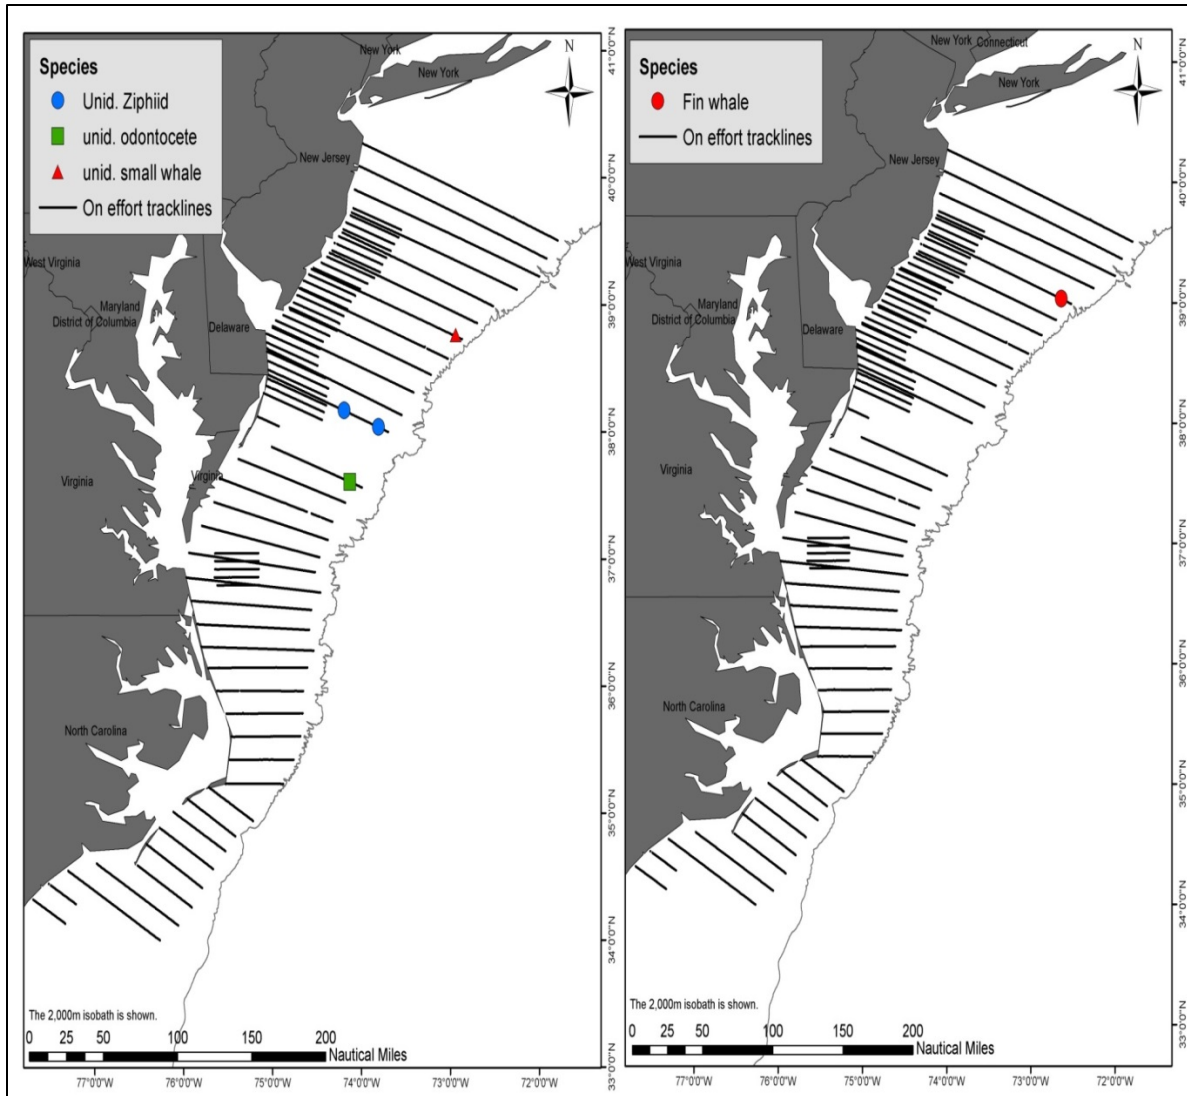 Species
Unid. Ziphiid
unid. odontocete
unid. small whale
On effort tracklines
N
New York
New York
New Jersey
West Virginia
Maryland
District of Columbia
Delaware
Virginia
Virginia
North Carolina
41°0'0"N
40°0'0"N
39°0'0"N
38°0'0"N
37°0'0"N
36°0'0"N
35°0'0"N
34°0'0"N
33°0'0"N
The 2,000m isobath is shown.
0 25 50 100 150 200
Nautical Miles
77°0'0"W 76°0'0"W 75°0'0"W 74°0'0"W 73°0'0"W 72°0'0"W
Species
Fin whale
On effort tracklines
N
New York
Connecticut
New York
New Jersey
West Virginia
Maryland
District of Columbia
Delaware
Virginia
North Carolina
41°0'0"N
40°0'0"N
39°0'0"N
38°0'0"N
37°0'0"N
36°0'0"N
35°0'0"N
34°0'0"N
33°0'0"N
The 2,000m isobath is shown.
0 25 50 100 150 200
Nautical Miles
77°0'0"W 76°0'0"W 75°0'0"W 74°0'0"W 73°0'0"W 72°0'0"W